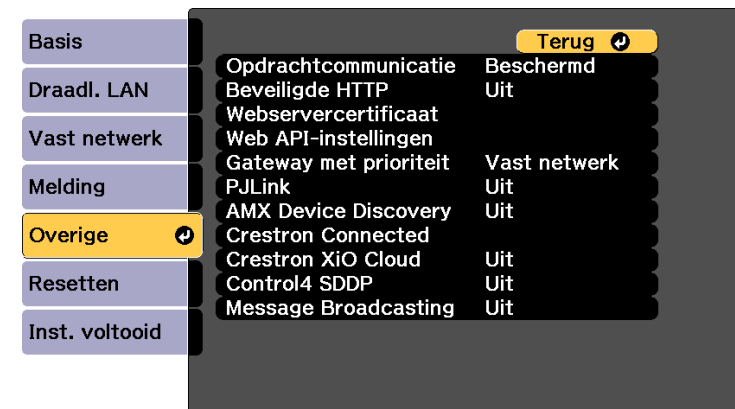 Basis
Draadl. LAN
Vast netwerk
Melding
Overige
Resetten
Inst. voltooid
Terug
Opdrachtcommunicatie Beschermd
Beveiligde HTTP Uit
Webservercertificaat
Web API-instellingen
Gateway met prioriteit Vast netwerk
PJLink Uit
AMX Device Discovery Uit
Crestron Connected
Crestron XiO Cloud Uit
Control4 SDDP Uit
Message Broadcasting Uit